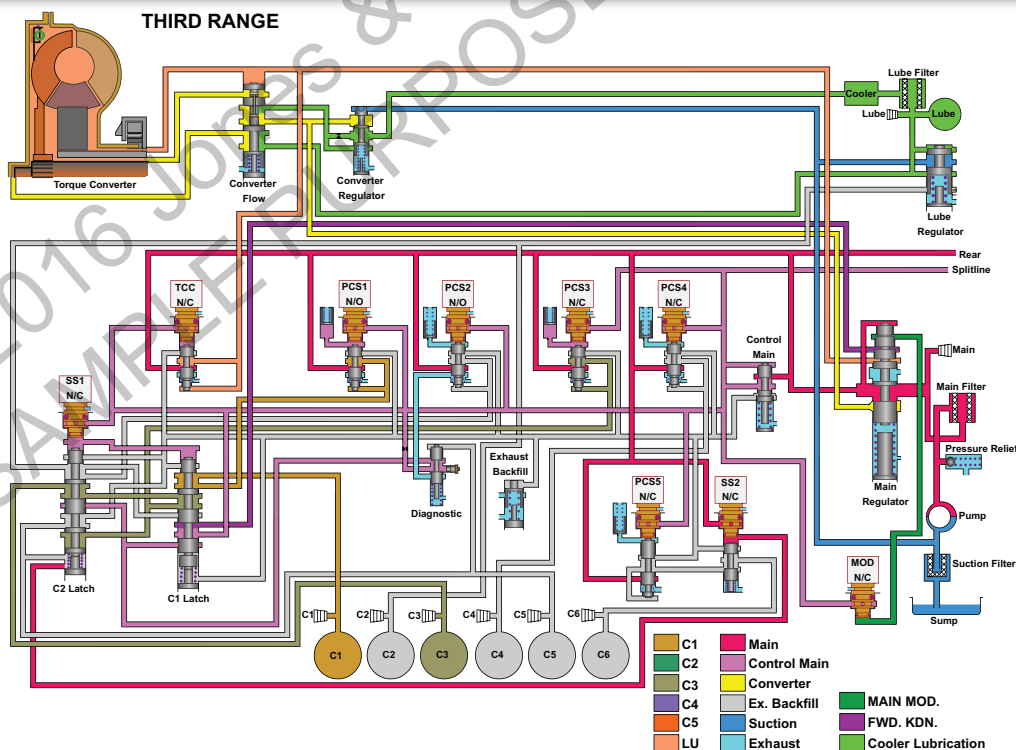 THIRD RANGE
2016 Jones &
SAMPLE PURPOS
Torque Converter
Converter
Flow
Converter
Regulator
Cooler
Lube Filter
Lube
Lube
Lube
Regulator
Rear
Splitline
TCC
N/C
PCS1
N/O
PCS2
N/O
PCS3
N/C
PCS4
N/C
Control
Main
Main
Main Filter
SS1
N/C
Pressure Relief
Main
Regulator
Diagnostic
Exhaust
Backfill
PCS5
N/C
SS2
N/C
Pump
MOD
N/C
Suction Filter
Sump
C2 Latch
C1 Latch
C1
C2
C3
C4
C5
C6
C1
C2
C3
C4
C5
C6
C1
C2
C3
C4
C5
LU
Main
Control Main
Converter
Ex. Backfill
Suction
Exhaust
MAIN MOD.
FWD. KDN.
Cooler Lubrication